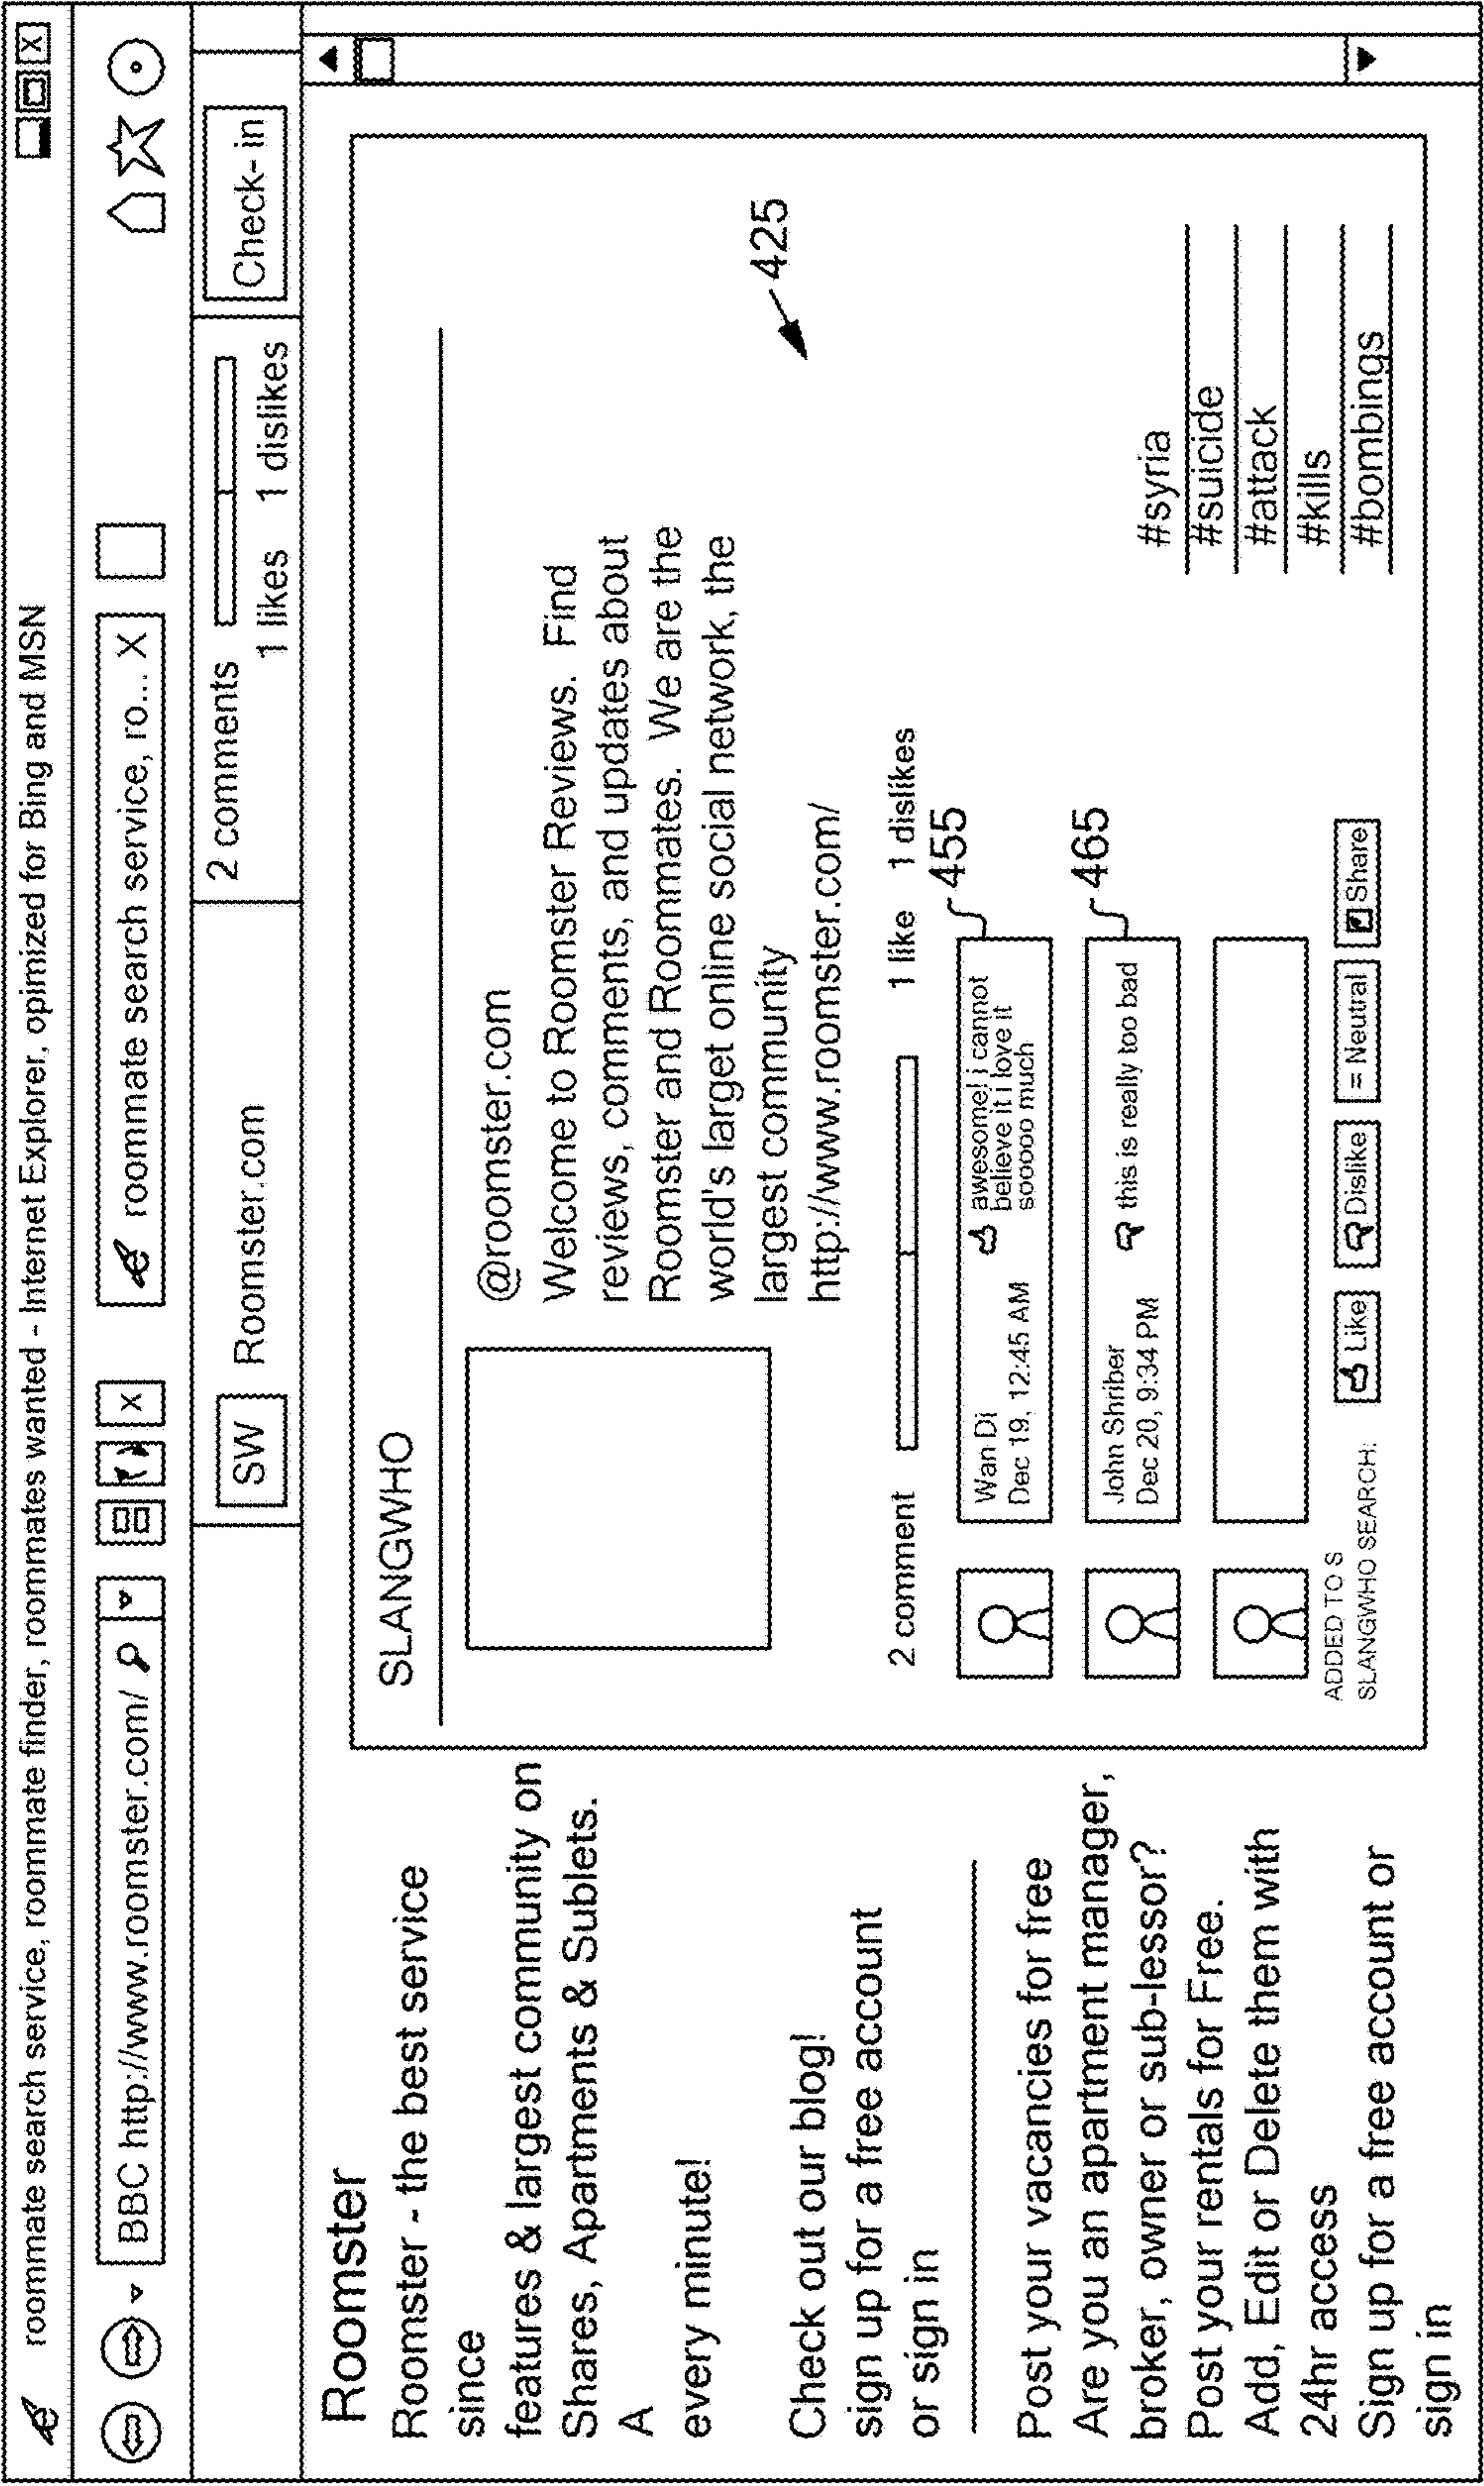 roommate search service, roommate finder, roommates wanted - Internet Explorer, opimized for Bing and MSN
X
BBC http://www.roomster.com/
X
roommate search service, ro... X
SW Roomster.com
2 comments
1 likes 1 dislikes
Check- in
Roomster
Roomster - the best service
since
features & largest community on
Shares, Apartments & Sublets.
A
every minute!
Check out our blog!
sign up for a free account
or sign in
Post your vacancies for free
Are you an apartment manager,
broker, owner or sub-lessor?
Post your rentals for Free.
Add, Edit or Delete them with
24hr access
Sign up for a free account or
sign in
SLANGWHO
@roomster.com
Welcome to Roomster Reviews. Find
reviews, comments, and updates about
Roomster and Roommates. We are the
world's larget online social network, the
largest community
http://www.roomster.com/
425
2 comment
1 like 1 dislikes
455
Wan Di
Dec 19, 12:45 AM
awesome! i cannot
believe it i love it
sooooo much
465
John Shriber
Dec 20, 9:34 PM
this is really too bad
ADDED TO S
SLANGWHO SEARCH:
Like
Dislike
= Neutral
Share
#syria
#suicide
#attack
#kills
#bombings